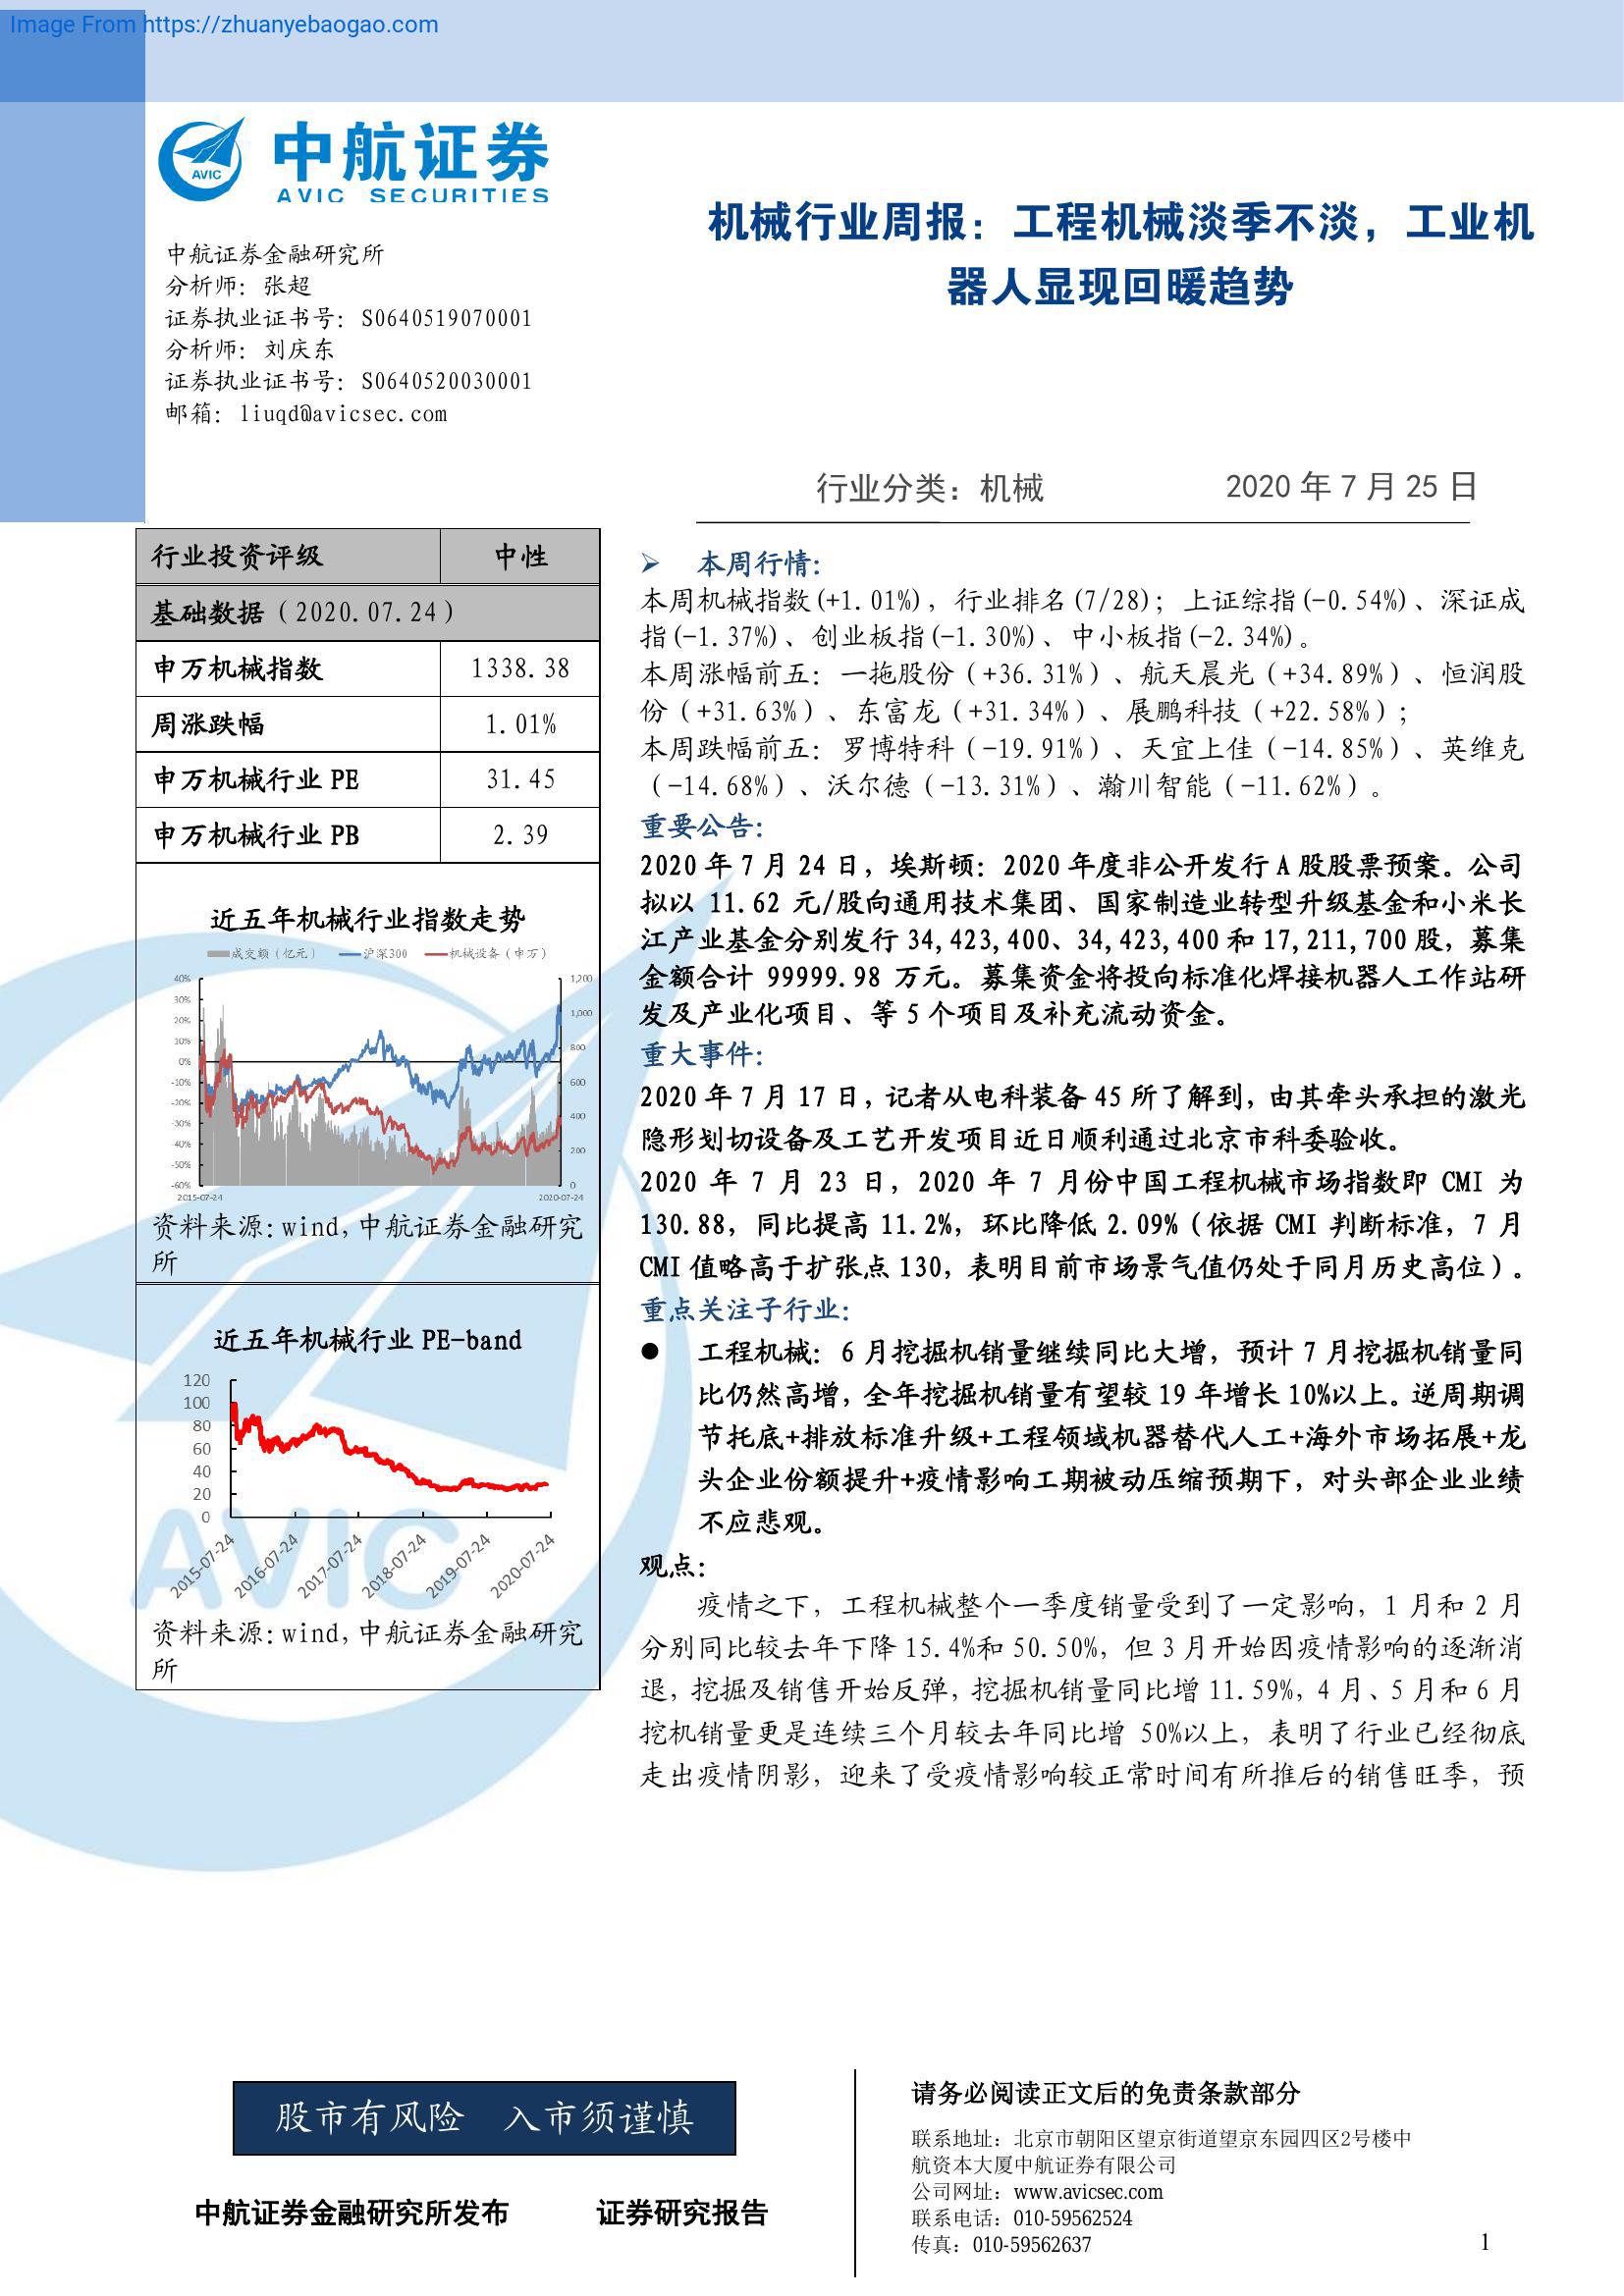 Image From https://zhuanyebaogao.com
AVIC
中航证券
AVIC SECURITIES
中航证券金融研究所
分析师：张超
证券执业证书号：S0640519070001
分析师：刘庆东
证券执业证书号：S0640520030001
邮箱：liuqd@avicsec.com
机械行业周报：工程机械淡季不淡，工业机
器人显现回暖趋势
行业分类：机械 2020 年 7 月 25 日
行业投资评级 中性
基础数据（2020.07.24）
申万机械指数 1338.38
周涨跌幅 1.01%
申万机械行业 PE 31.45
申万机械行业 PB 2.39
近五年机械行业指数走势
成交额（亿元） 沪深300 机械设备（申万）
40% 1,200
30%
20% 1,000
10% 800
0%
-10% 600
-20%
-30% 400
-40% 200
-50%
-60% 0
2015-07-24 2020-07-24
资料来源：wind，中航证券金融研究
所
近五年机械行业 PE-band
120
100
80
60
40
20
0
2015-07-24 2016-07-24 2017-07-24 2018-07-24 2019-07-24 2020-07-24
AVIC
资料来源：wind，中航证券金融研究
所
➢ 本周行情：
本周机械指数(+1.01%)，行业排名(7/28)；上证综指(-0.54%)、深证成
指(-1.37%)、创业板指(-1.30%)、中小板指(-2.34%)。
本周涨幅前五：一拖股份（+36.31%）、航天晨光（+34.89%）、恒润股
份（+31.63%）、东富龙（+31.34%）、展鹏科技（+22.58%）；
本周跌幅前五：罗博特科（-19.91%）、天宜上佳（-14.85%）、英维克
（-14.68%）、沃尔德（-13.31%）、瀚川智能（-11.62%）。
重要公告：
2020 年 7 月 24 日，埃斯顿：2020 年度非公开发行 A 股股票预案。公司
拟以 11.62 元/股向通用技术集团、国家制造业转型升级基金和小米长
江产业基金分别发行 34,423,400、34,423,400 和 17,211,700 股，募集
金额合计 99999.98 万元。募集资金将投向标准化焊接机器人工作站研
发及产业化项目、等 5 个项目及补充流动资金。
重大事件：
2020 年 7 月 17 日，记者从电科装备 45 所了解到，由其牵头承担的激光
隐形划切设备及工艺开发项目近日顺利通过北京市科委验收。
2020 年 7 月 23 日，2020 年 7 月份中国工程机械市场指数即 CMI 为
130.88，同比提高 11.2%，环比降低 2.09%（依据 CMI 判断标准，7 月
CMI 值略高于扩张点 130，表明目前市场景气值仍处于同月历史高位）。
重点关注子行业：
● 工程机械：6 月挖掘机销量继续同比大增，预计 7 月挖掘机销量同
比仍然高增，全年挖掘机销量有望较 19 年增长 10%以上。逆周期调
节托底+排放标准升级+工程领域机器替代人工+海外市场拓展+龙
头企业份额提升+疫情影响工期被动压缩预期下，对头部企业业绩
不应悲观。
观点：
疫情之下，工程机械整个一季度销量受到了一定影响，1 月和 2 月
分别同比较去年下降 15.4%和 50.50%，但 3 月开始因疫情影响的逐渐消
退，挖掘及销售开始反弹，挖掘机销量同比增 11.59%，4 月、5 月和 6 月
挖机销量更是连续三个月较去年同比增 50%以上，表明了行业已经彻底
走出疫情阴影，迎来了受疫情影响较正常时间有所推后的销售旺季，预
股市有风险 入市须谨慎
中航证券金融研究所发布 证券研究报告
请务必阅读正文后的免责条款部分
联系地址：北京市朝阳区望京街道望京东园四区2号楼中
航资本大厦中航证券有限公司
公司网址：www.avicsec.com
联系电话：010-59562524
传真：010-59562637
1